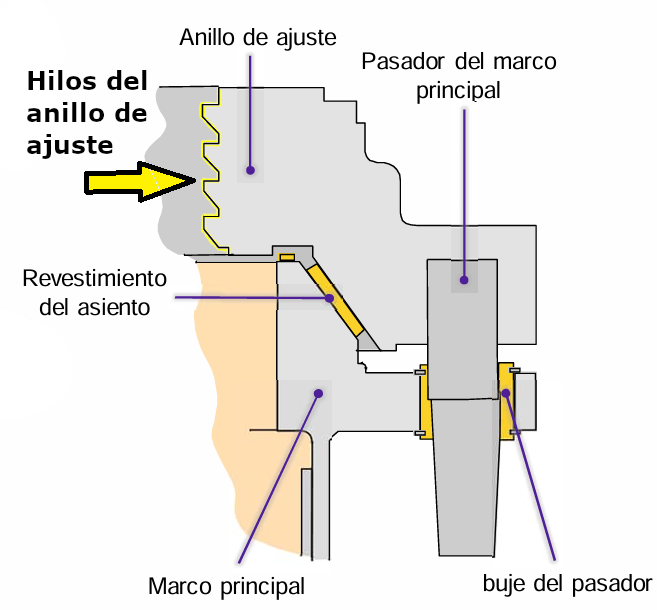 Anillo de ajuste
Pasador del marco
principal
Hilos del
anillo de
ajuste
Revestimiento
del asiento
Marco principal
buje del pasador